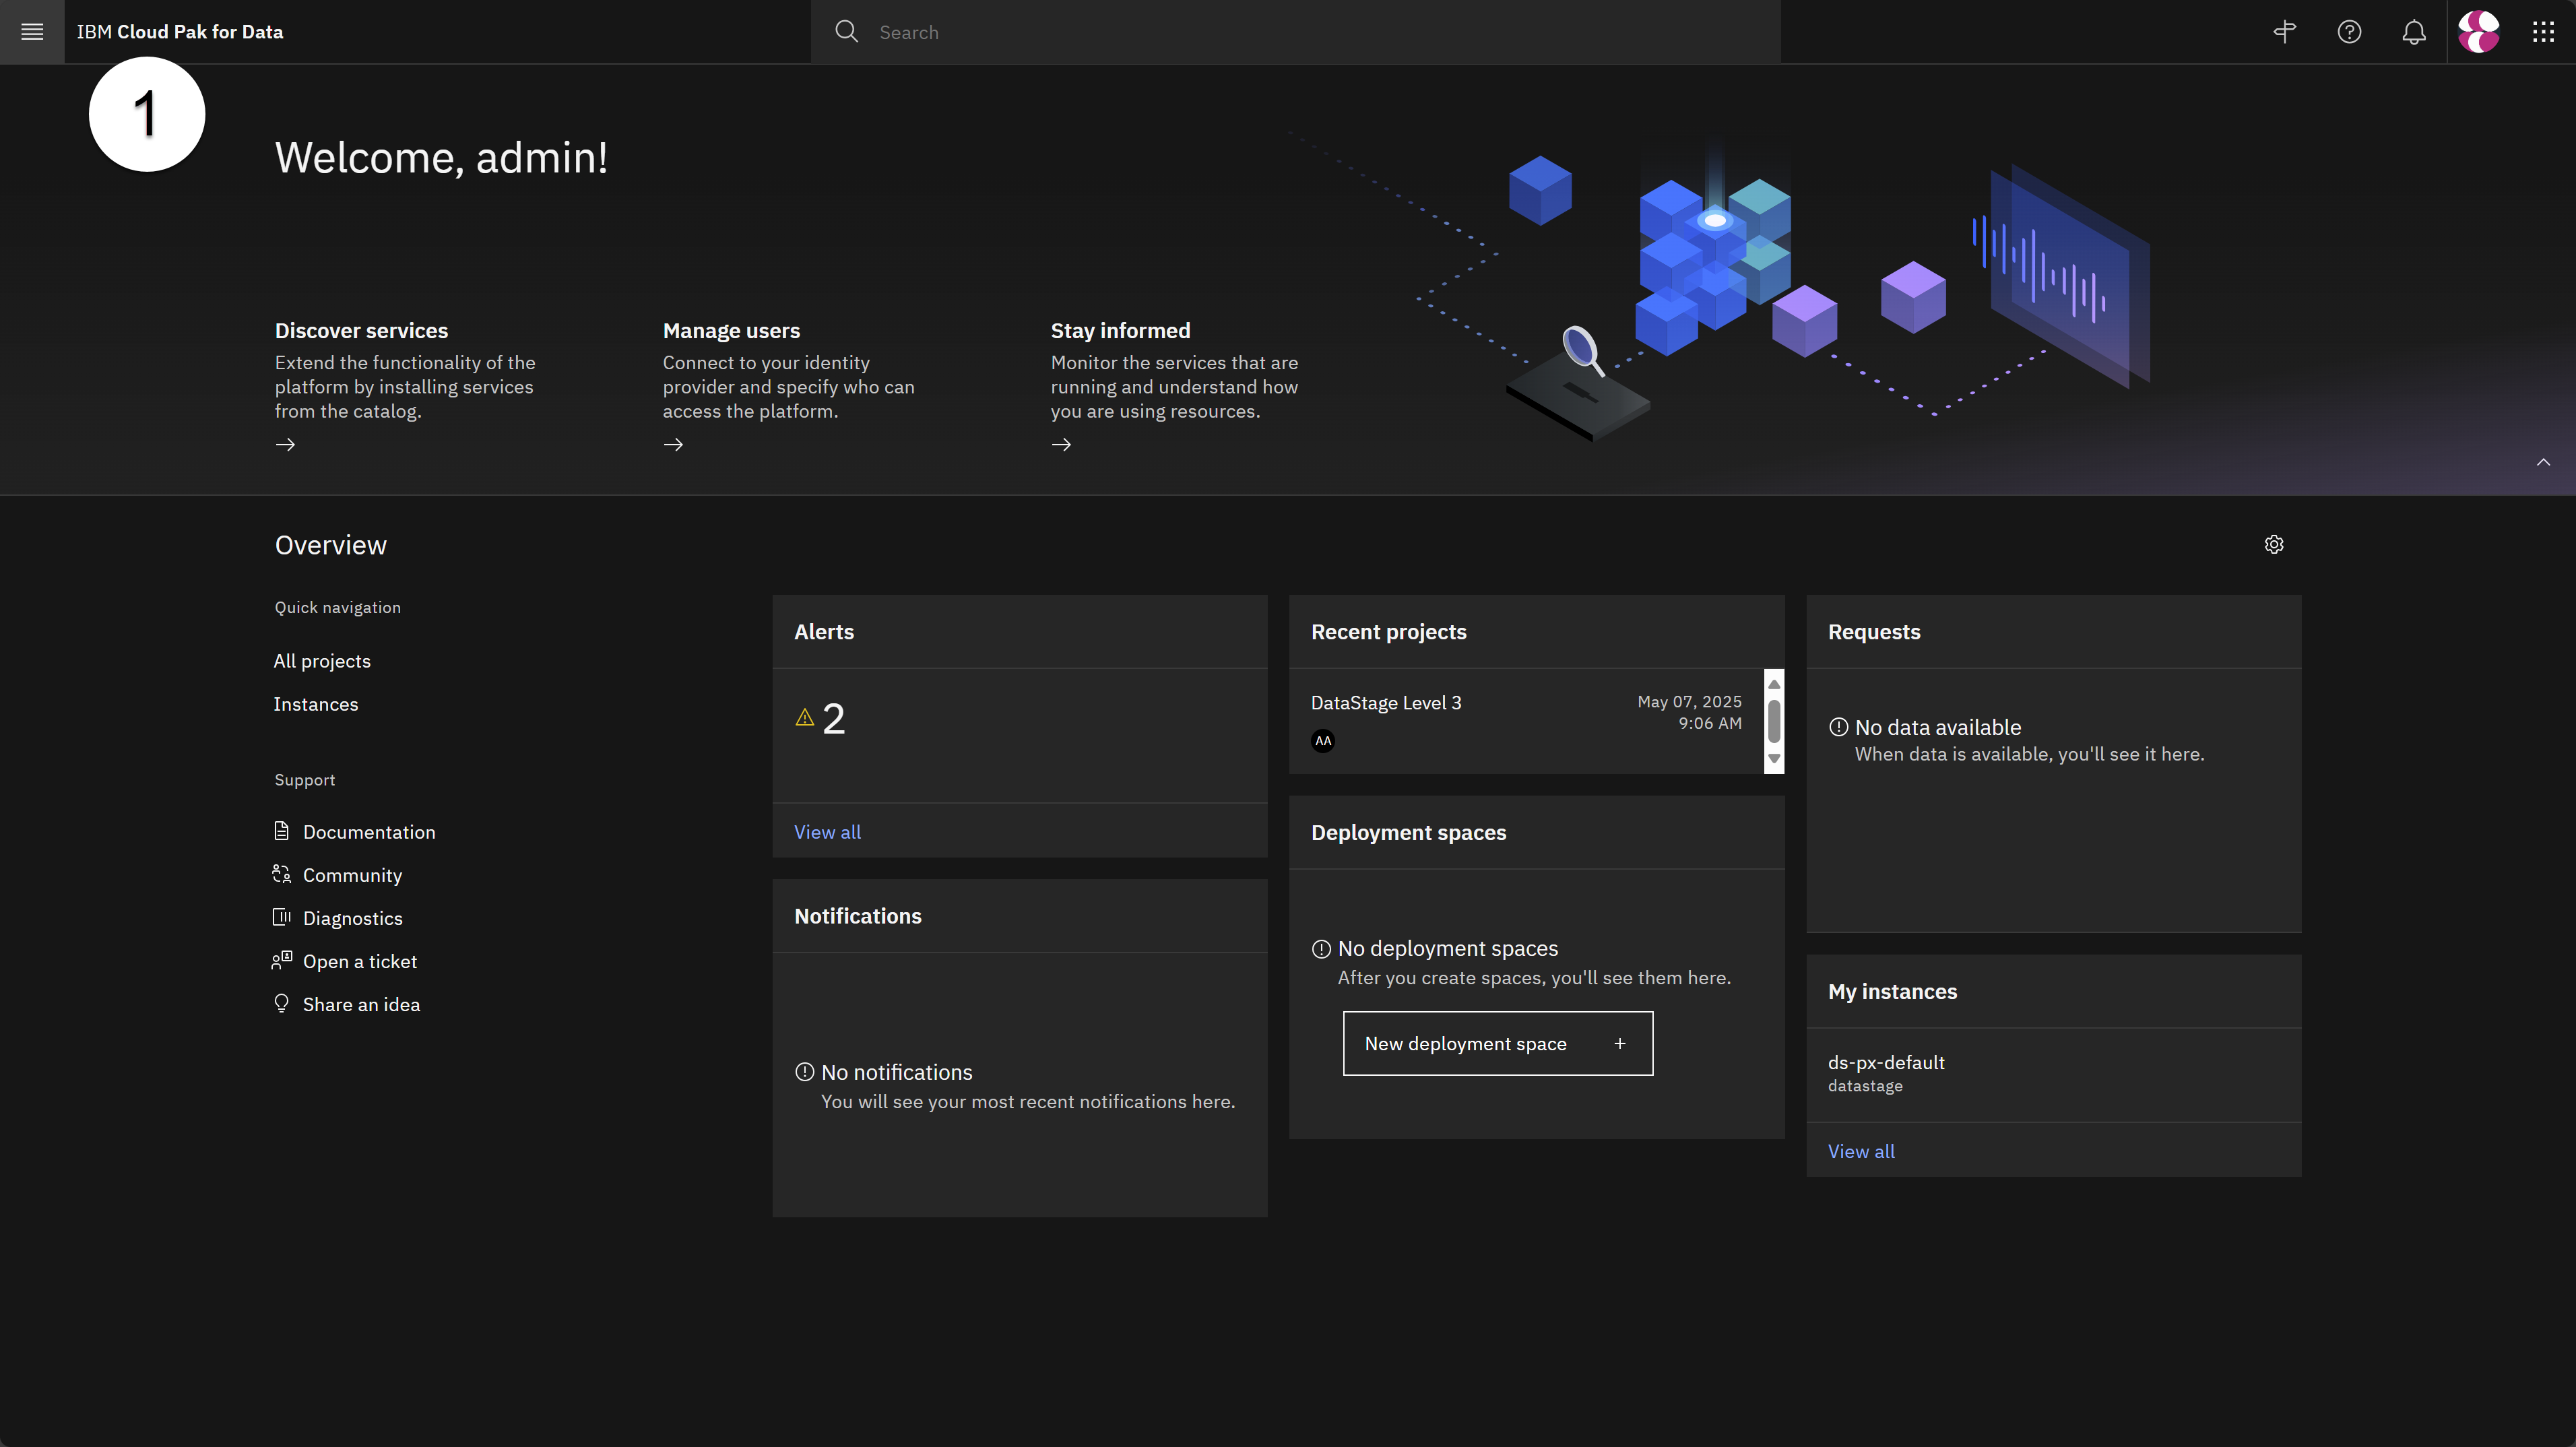 IBM Cloud Pak for Data
Search
1
Welcome, admin!
Discover services
Extend the functionality of the
platform by installing services
from the catalog.
Manage users
Connect to your identity
provider and specify who can
access the platform.
Stay informed
Monitor the services that are
running and understand how
you are using resources.
Overview
Quick navigation
All projects
Instances
Support
Documentation
Community
Diagnostics
Open a ticket
Share an idea
Alerts
2
View all
Notifications
No notifications
You will see your most recent notifications here.
Recent projects
DataStage Level 3
May 07, 2025
9:06 AM
AA
Deployment spaces
No deployment spaces
After you create spaces, you'll see them here.
New deployment space +
Requests
No data available
When data is available, you'll see it here.
My instances
ds-px-default
datastage
View all